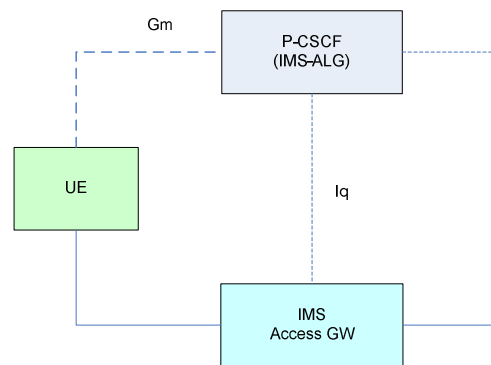 Gm
P-CSCF
(IMS-ALG)
UE
Iq
IMS
Access GW